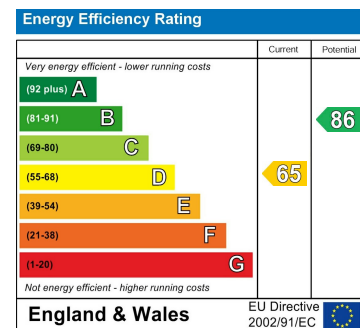 Energy Efficiency Rating
Current Potential
Very energy efficient - lower running costs
(92 plus) A
(81-91) B
86
(69-80) C
(55-68) D
65
(39-54) E
(21-38) F
(1-20) G
Not energy efficient - higher running costs
England & Wales
EU Directive
2002/91/EC